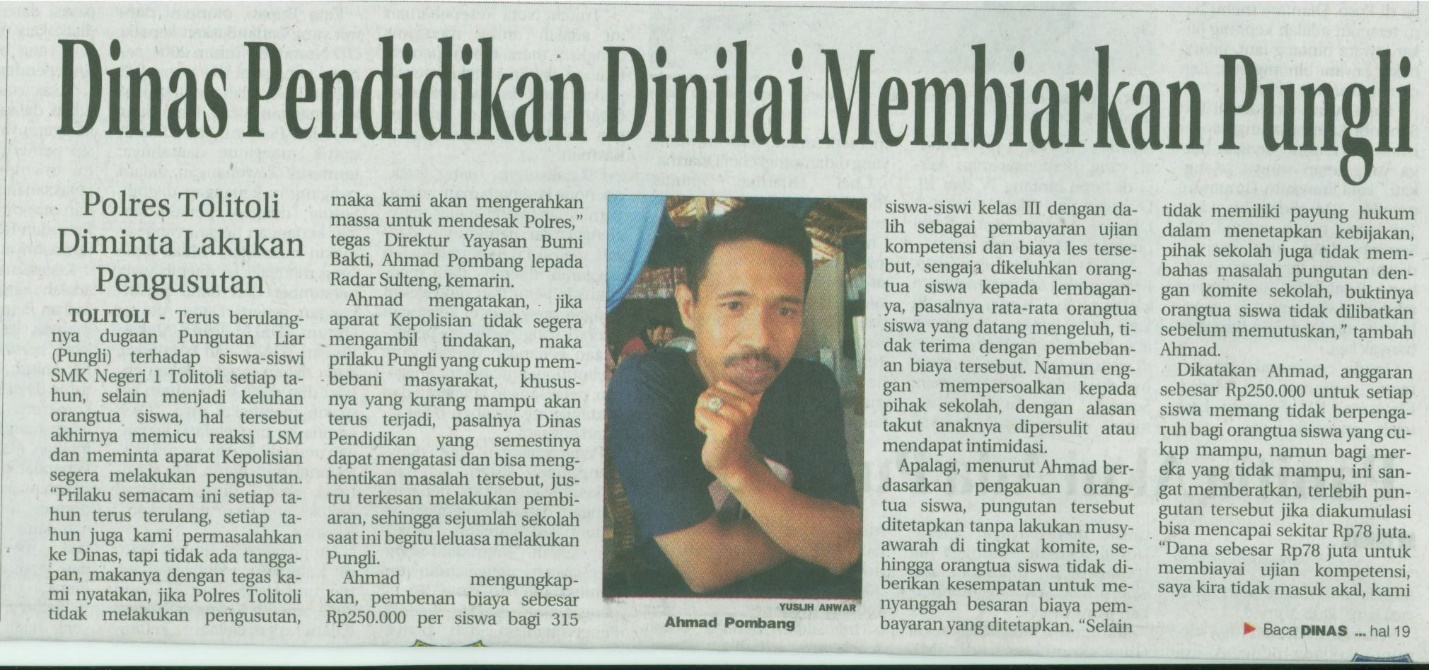 Dinas Pendidikan Dinilai Membiarkan Pungli
Polres Tolitoli
Diminta Lakukan
Pengusutan
TOLITOLI - Terus berulang-
nya dugaan Pungutan Liar
(Pungli) terhadap siswa-siswi
SMK Negeri 1 Tolitoli setiap ta-
hun, selain menjadi keluhan
orangtua siswa, hal tersebut
akhirnya memicu reaksi LSM
dan meminta aparat Kepolisian
segera melakukan pengusutan.
“Prilaku semacam ini setiap ta-
hun terus terulang, setiap ta-
hun juga kami permasalahkan
ke Dinas, tapi tidak ada tangga-
pan, makanya dengan tegas ka-
mi nyatakan, jika Polres Tolitoli
tidak melakukan pengusutan,
maka kami akan mengerahkan
massa untuk mendesak Polres,”
tegas Direktur Yayasan Bumi
Bakti, Ahmad Pombang lepada
Radar Sulteng, kemarin.
Ahmad mengatakan, jika
aparat Kepolisian tidak segera
mengambil tindakan, maka
prilaku Pungli yang cukup mem-
bebani masyarakat, khusus-
nya yang kurang mampu akan
terus terjadi, pasalnya Dinas
Pendidikan yang semestinya
dapat mengatasi dan bisa meng-
hentikan masalah tersebut, jus-
tru terkesan melakukan pembi-
aran, sehingga sejumlah sekolah
saat ini begitu leluasa melakukan
Pungli.
Ahmad mengungkap-
kan, pembenan biaya sebesar
Rp250.000 per siswa bagi 315
YUSLIH ANWAR
Ahmad Pombang
siswa-siswi kelas III dengan da-
lih sebagai pembayaran ujian
kompetensi dan biaya les terse-
but, sengaja dikeluhkan orang-
tua siswa kepada lembagan-
ya, pasalnya rata-rata orangtua
siswa yang datang mengeluh, ti-
dak terima dengan pembeban-
an biaya tersebut. Namun eng-
gan mempersoalkan kepada
pihak sekolah, dengan alasan
takut anaknya dipersulit atau
mendapat intimidasi.
Apalagi, menurut Ahmad ber-
dasarkan pengakuan orang-
tua siswa, pungutan tersebut
ditetapkan tanpa lakukan musy-
awarah di tingkat komite, se-
hingga orangtua siswa tidak di-
berikan kesempatan untuk me-
nyanggah besaran biaya pem-
bayaran yang ditetapkan. “Selain
tidak memiliki payung hukum
dalam menetapkan kebijakan,
pihak sekolah juga tidak mem-
bahas masalah pungutan den-
gan komite sekolah, buktinya
orangtua siswa tidak dilibatkan
sebelum memutuskan,” tambah
Ahmad.
Dikatakan Ahmad, anggaran
sebesar Rp250.000 untuk setiap
siswa memang tidak berpenga-
ruh bagi orangtua siswa yang cu-
kup mampu, namun bagi mer-
eka yang tidak mampu, ini san-
gat memberatkan, terlebih pun-
gutan tersebut jika diakumulasi
bisa mencapai sekitar Rp78 juta.
“Dana sebesar Rp78 juta untuk
membiayai ujian kompetensi,
saya kira tidak masuk akal, kami
Baca DINAS ... hal 19